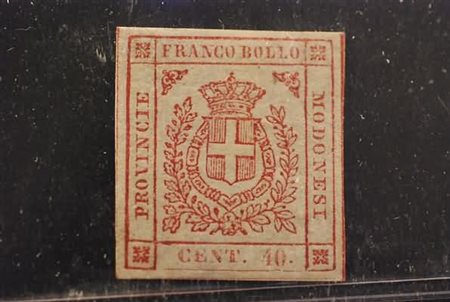 FRANCO BOLLO
PROVINCIE
MODONESI
CENT. 40.